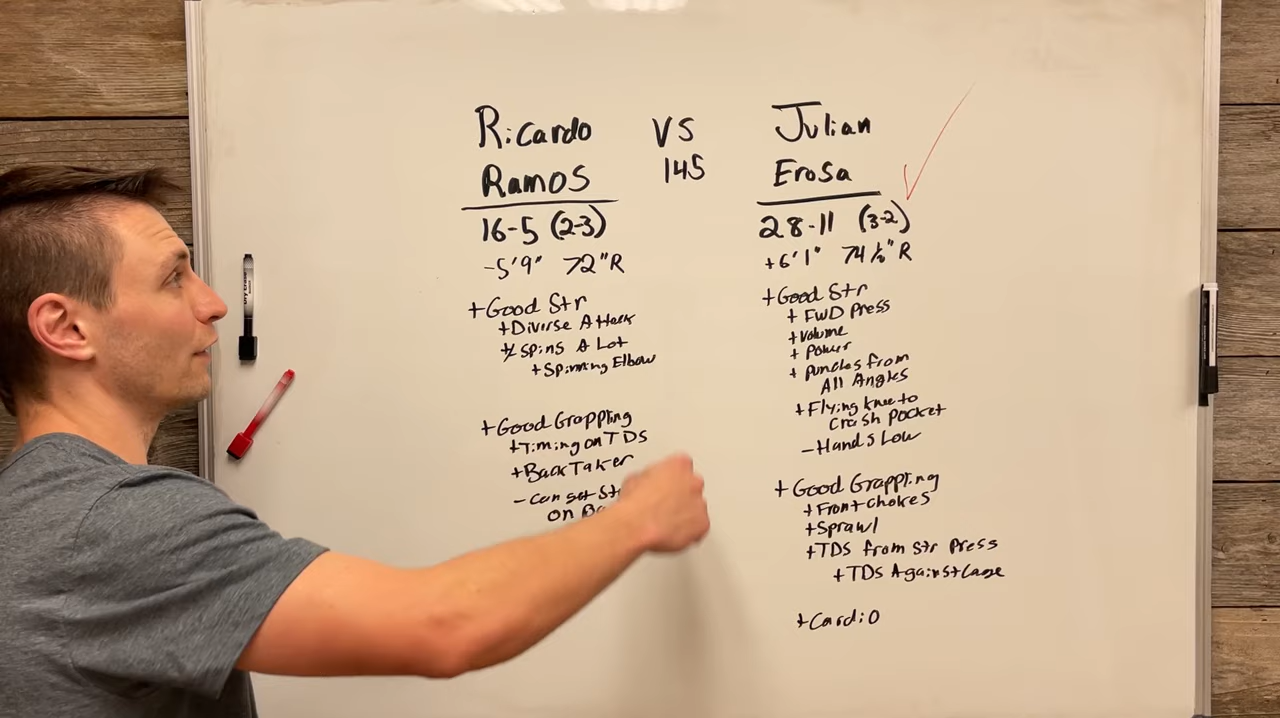 Ricardo
Ramos
16-5 (2-3)
-5'9" 72"R
+Good Str
+Diverse Attack
+/- Spins A Lot
+Spinning Elbow
+Good Grappling
+Timing on TDS
+Back Taker
-Can get
on
VS
145
Julian
Erosa
28-11 (3-2)
+6'1" 74 1/2" R
+Good Str
+ FWD Press
+ Volume
+ Power
+ punches from
All Angles
+Flying knee to
crash pocket
-Hands Low
+ Good Grappling
+Front chokes
+Sprawl
+TDS from Str Press
+TDS Against Cage
+Cardio